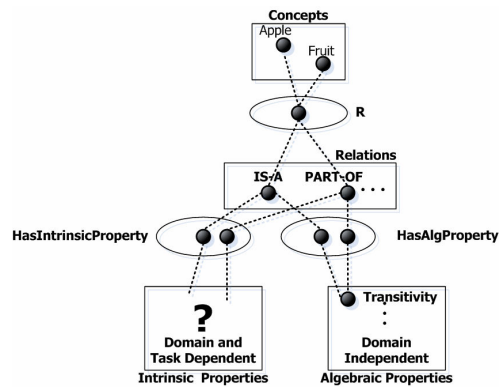 Concepts
Apple
Fruit
R
Relations
IS-A PART-OF ...
HasIntrinsicProperty
HasAlgProperty
?
Domain and
Task Dependent
Intrinsic Properties
Transitivity
Domain
Independent
Algebraic Properties